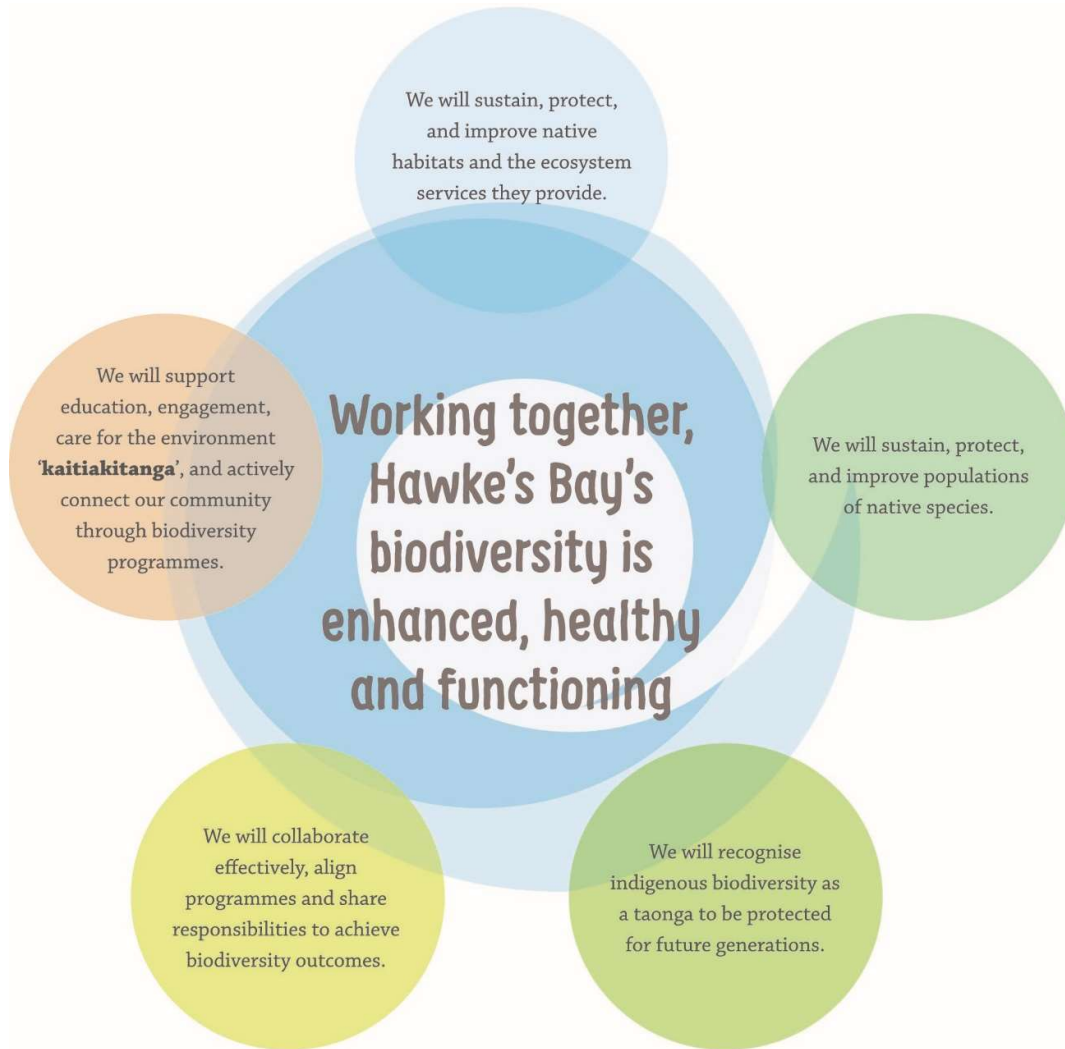 We will sustain, protect,
and improve native
habitats and the ecosystem
services they provide.
We will support
education, engagement,
care for the environment
‘kaitiakitanga’, and actively
connect our community
through biodiversity
programmes.
Working together,
Hawke’s Bay’s
biodiversity is
enhanced, healthy
and functioning
We will sustain, protect,
and improve populations
of native species.
We will collaborate
effectively, align
programmes and share
responsibilities to achieve
biodiversity outcomes.
We will recognise
indigenous biodiversity as
a taonga to be protected
for future generations.